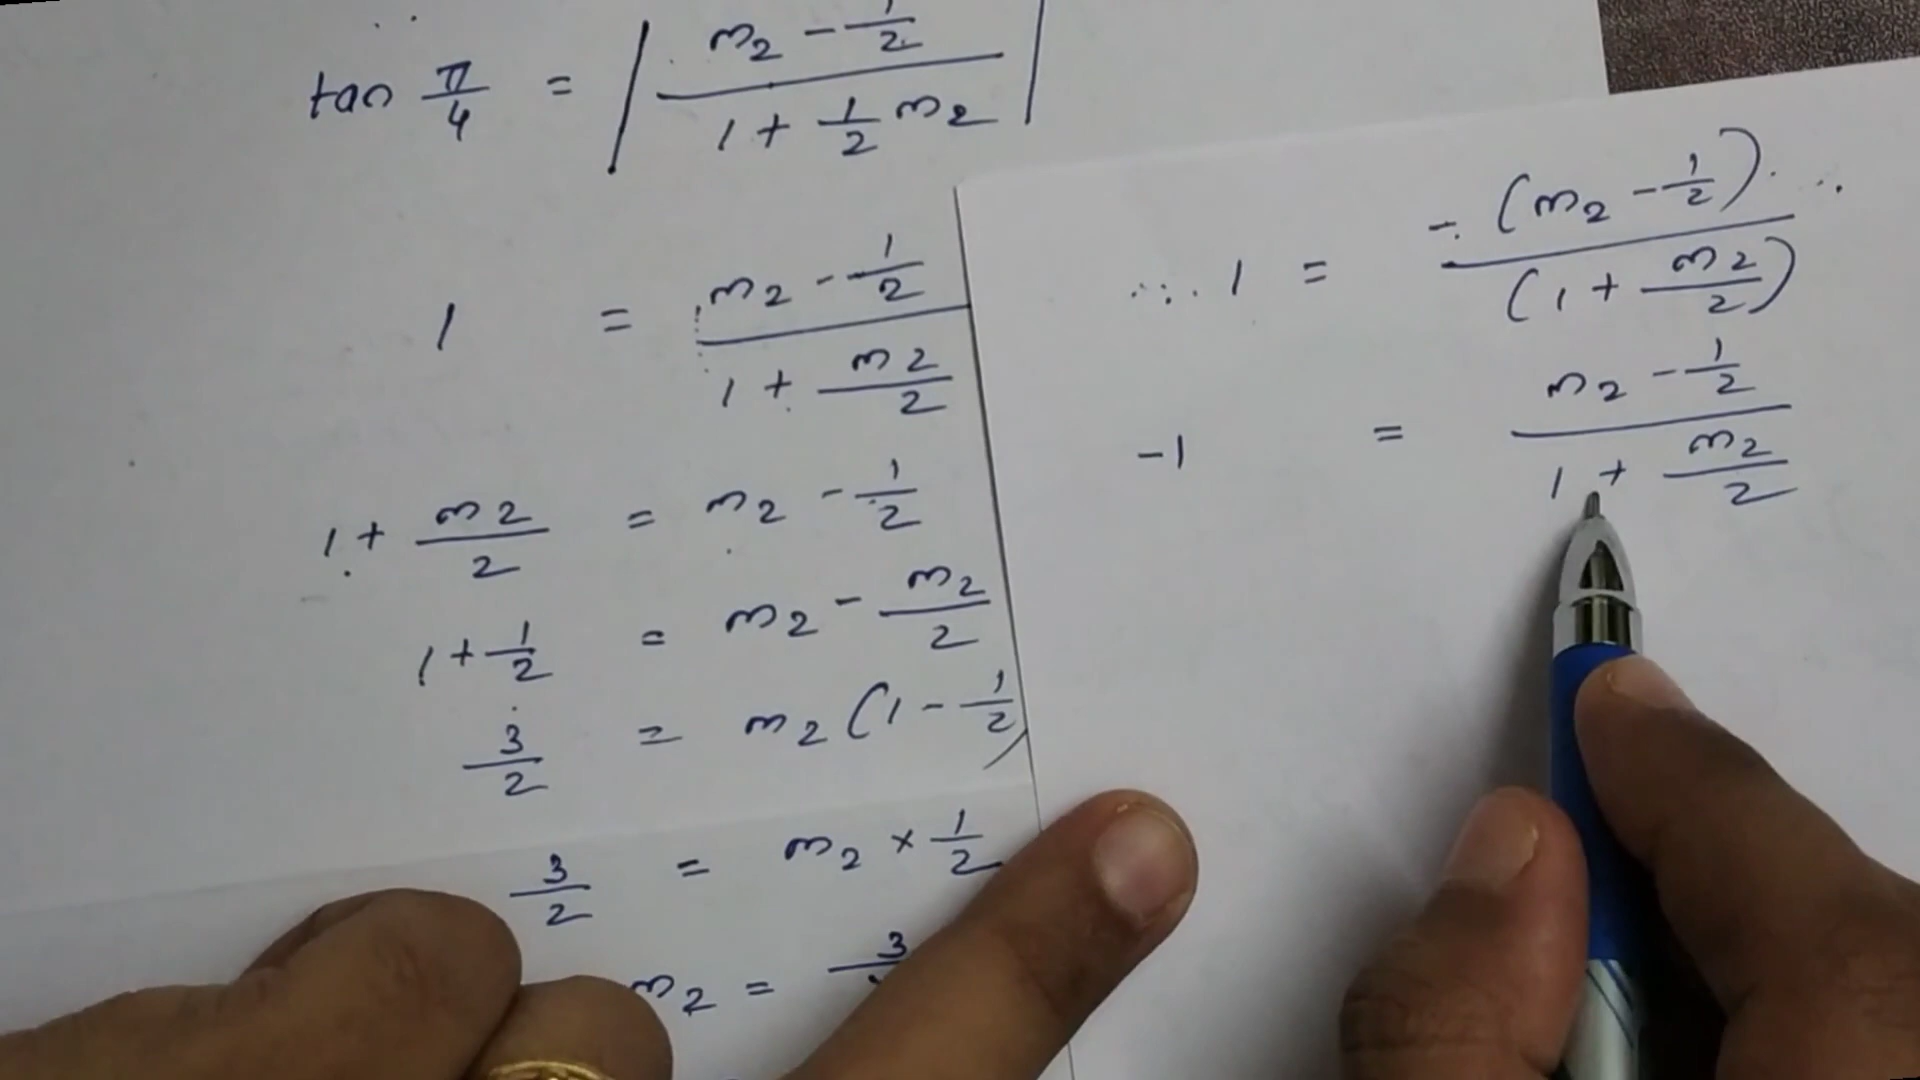 tan π/4 = | (m₂ - 1/2) / (1 + 1/2 m₂) |
1 = (m₂ - 1/2) / (1 + m₂/2)
1 + m₂/2 = m₂ - 1/2
1 + 1/2 = m₂ - m₂/2
3/2 = m₂ (1 - 1/2)
3/2 = m₂ × 1/2
m₂ = 3/
∴ 1 = - (m₂ - 1/2) / (1 + m₂/2)
-1 = (m₂ - 1/2) / (1 + m₂/2)